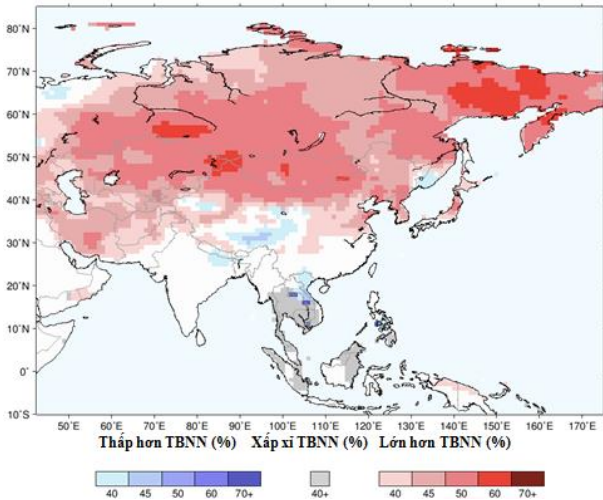 80°N
70°N
60°N
50°N
40°N
30°N
20°N
10°N
0°
10°S
50°E 60°E 70°E 80°E 90°E 100°E 110°E 120°E 130°E 140°E 150°E 160°E 170°E
Thấp hơn TBNN (%) Xấp xỉ TBNN (%) Lớn hơn TBNN (%)
40 45 50 60 70+ 40+ 40 45 50 60 70+